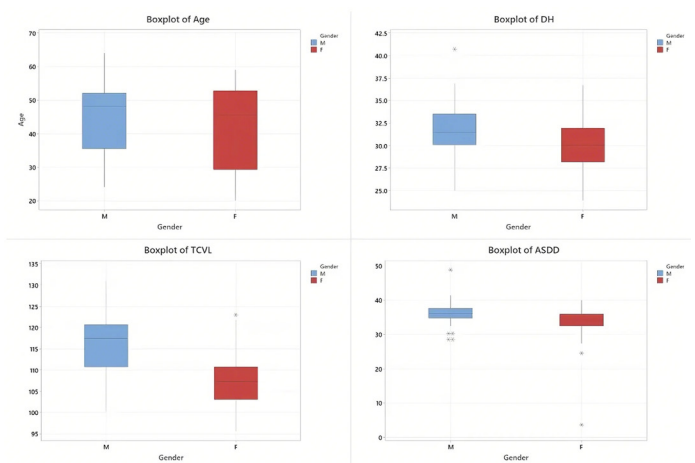 Boxplot of Age
Gender
M
F
70
60
50
40
30
20
Age
M F
Gender
Boxplot of DH
Gender
M
F
42.5
40.0
37.5
35.0
32.5
30.0
27.5
25.0
M F
Gender
Boxplot of TCVL
Gender
M
F
135
130
125
120
115
110
105
100
95
M F
Gender
Boxplot of ASDD
Gender
M
F
50
40
30
20
10
0
M F
Gender